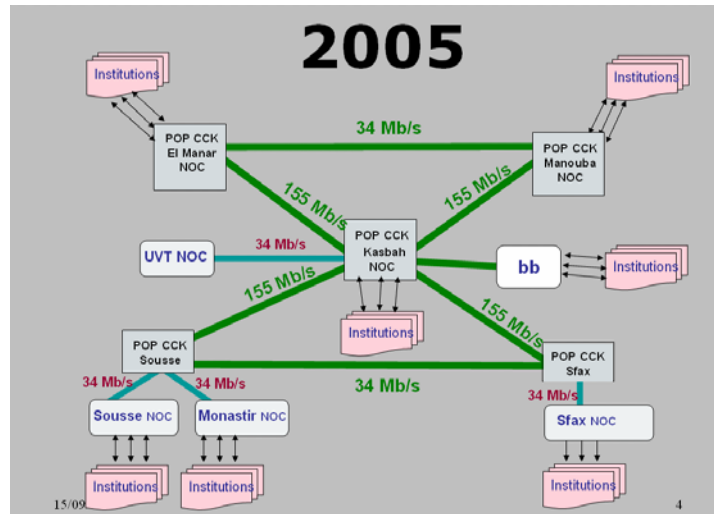 2005
Institutions
Institutions
34 Mb/s
POP CCK
El Manar
NOC
POP CCK
Manouba
NOC
155 Mb/s
155 Mb/s
POP CCK
Kasbah
NOC
UVT NOC
34 Mb/s
bb
Institutions
155 Mb/s
155 Mb/s
Institutions
POP CCK
Sousse
POP CCK
Sfax
34 Mb/s
34 Mb/s
34 Mb/s
34 Mb/s
Sousse NOC
Monastir NOC
Sfax NOC
Institutions
Institutions
Institutions
15/09
4